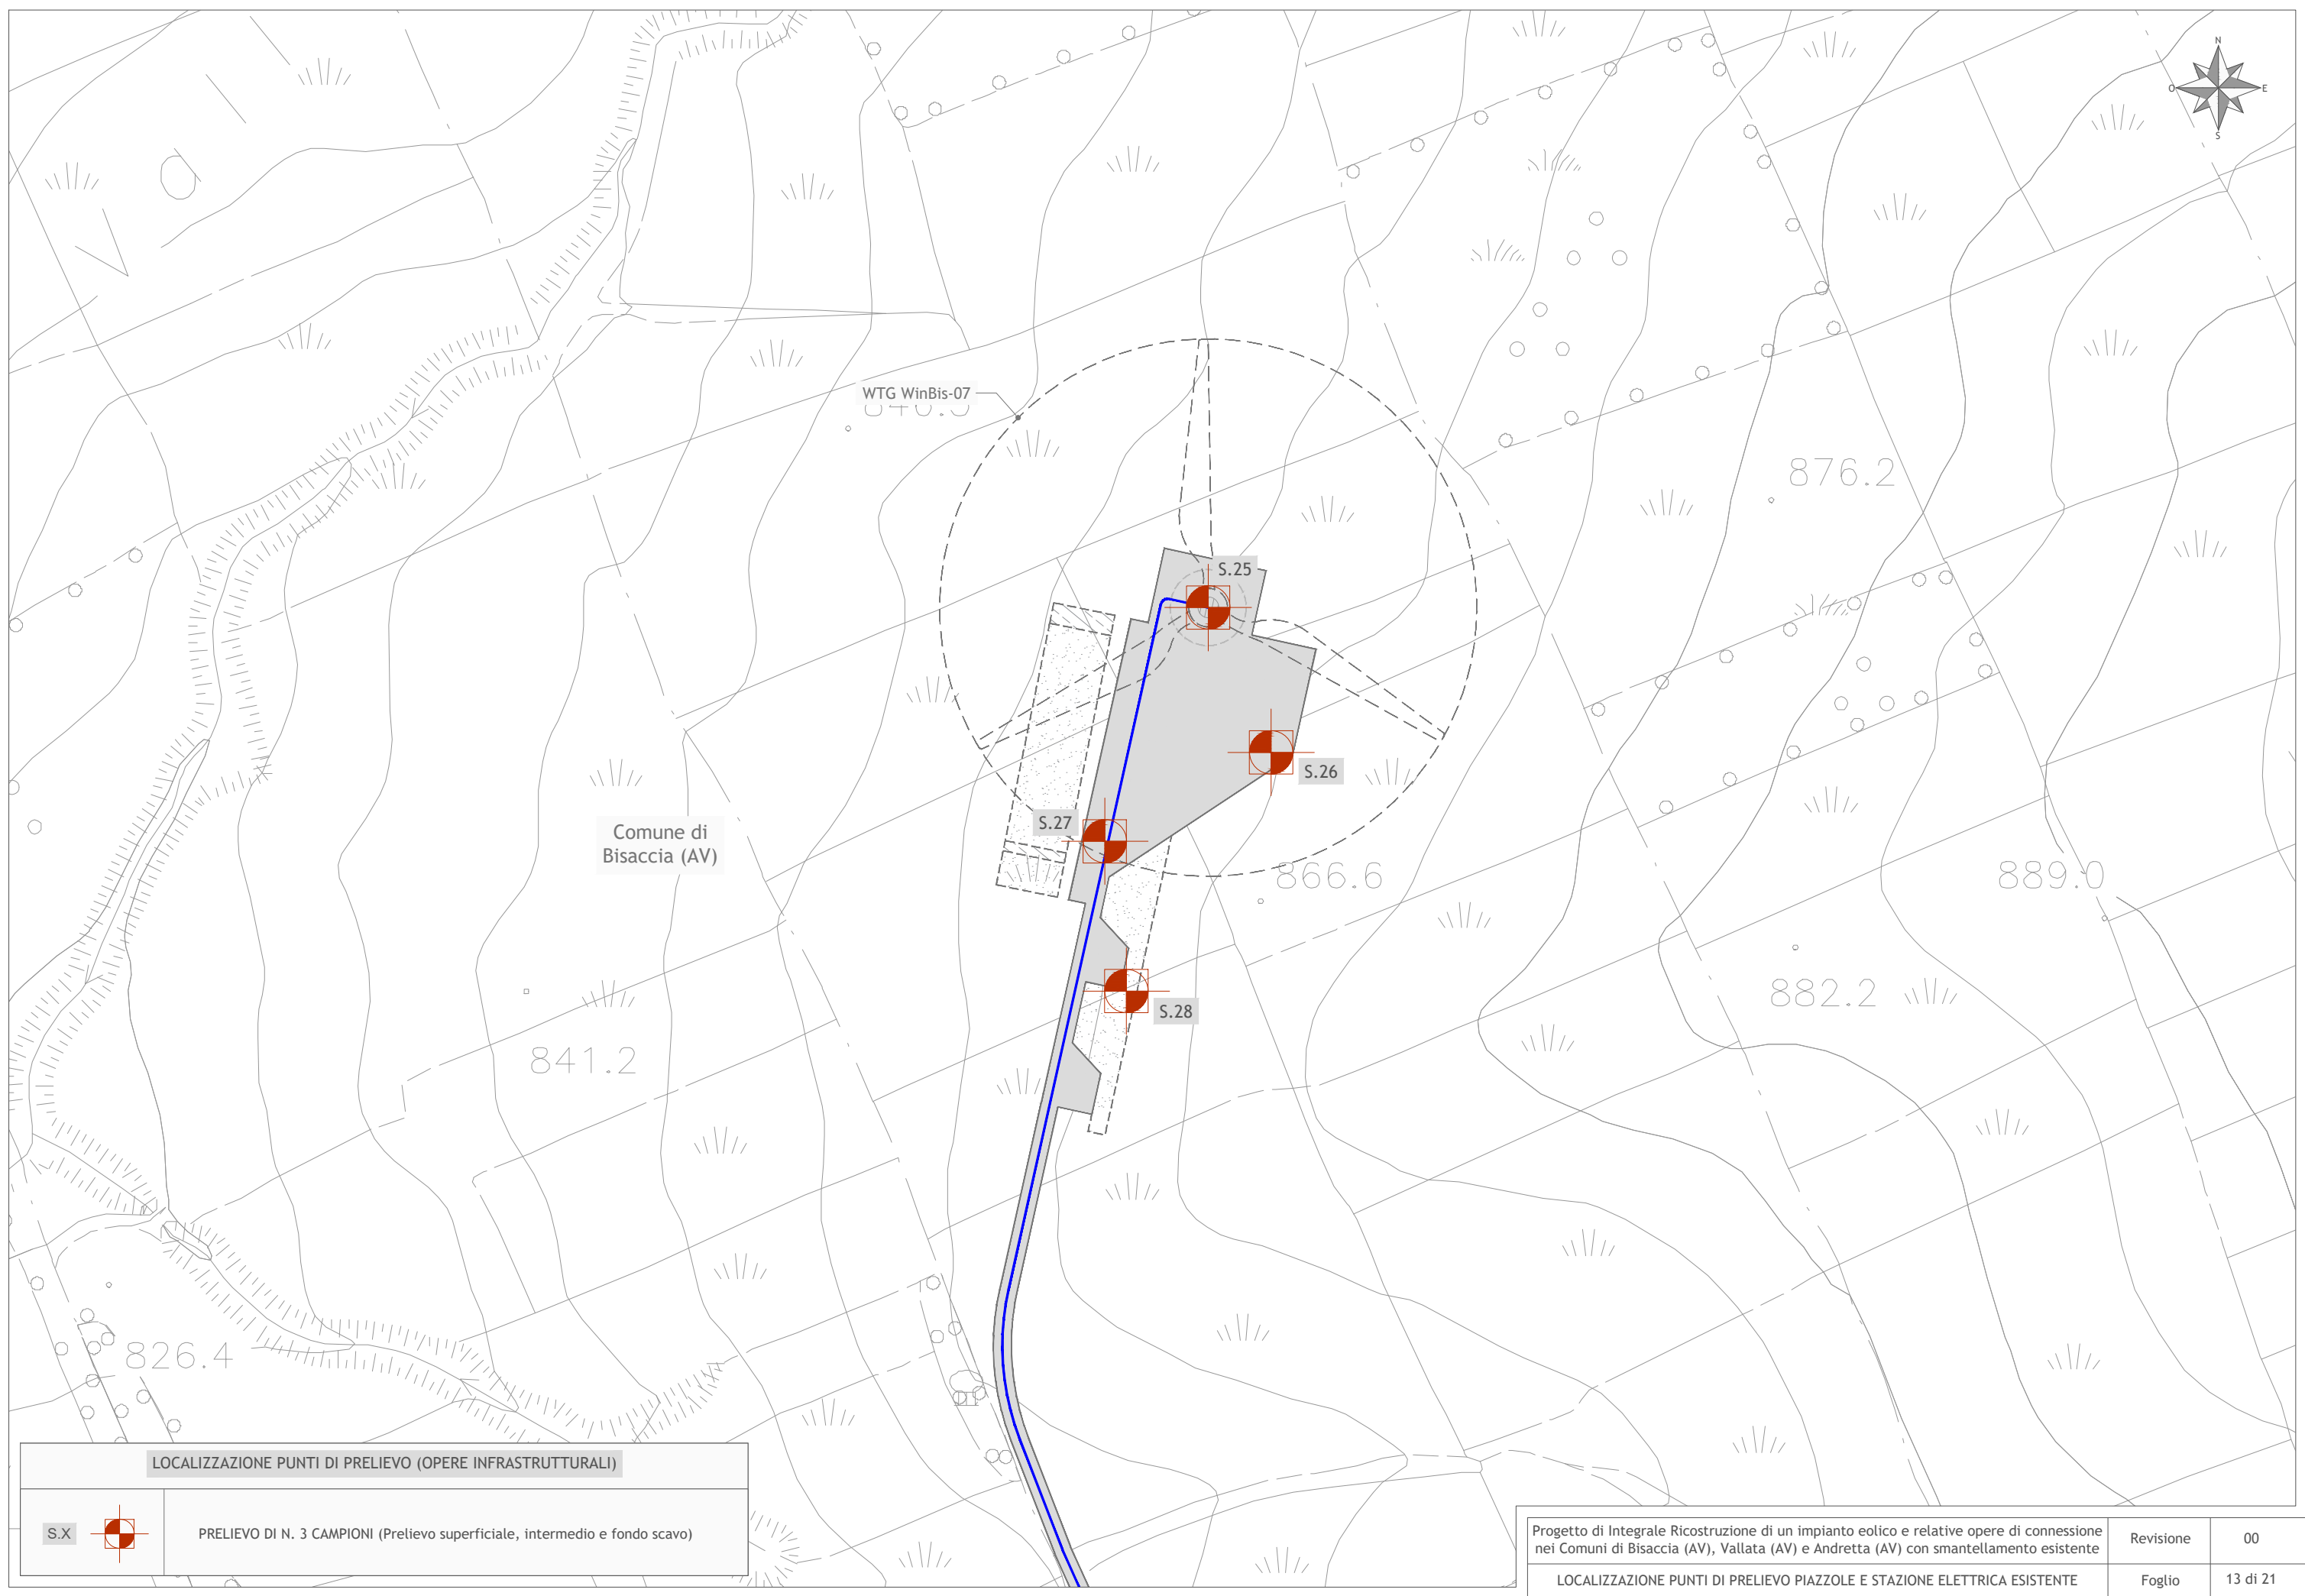 N
O
E
S
WTG WinBis-07
876.2
S.25
S.26
S.27
Comune di
Bisaccia (AV)
866.6
889.0
882.2
S.28
841.2
826.4
LOCALIZZAZIONE PUNTI DI PRELIEVO (OPERE INFRASTRUTTURALI)
S.X
PRELIEVO DI N. 3 CAMPIONI (Prelievo superficiale, intermedio e fondo scavo)
Progetto di Integrale Ricostruzione di un impianto eolico e relative opere di connessione
nei Comuni di Bisaccia (AV), Vallata (AV) e Andretta (AV) con smantellamento esistente
Revisione
00
LOCALIZZAZIONE PUNTI DI PRELIEVO PIAZZOLE E STAZIONE ELETTRICA ESISTENTE
Foglio
13 di 21